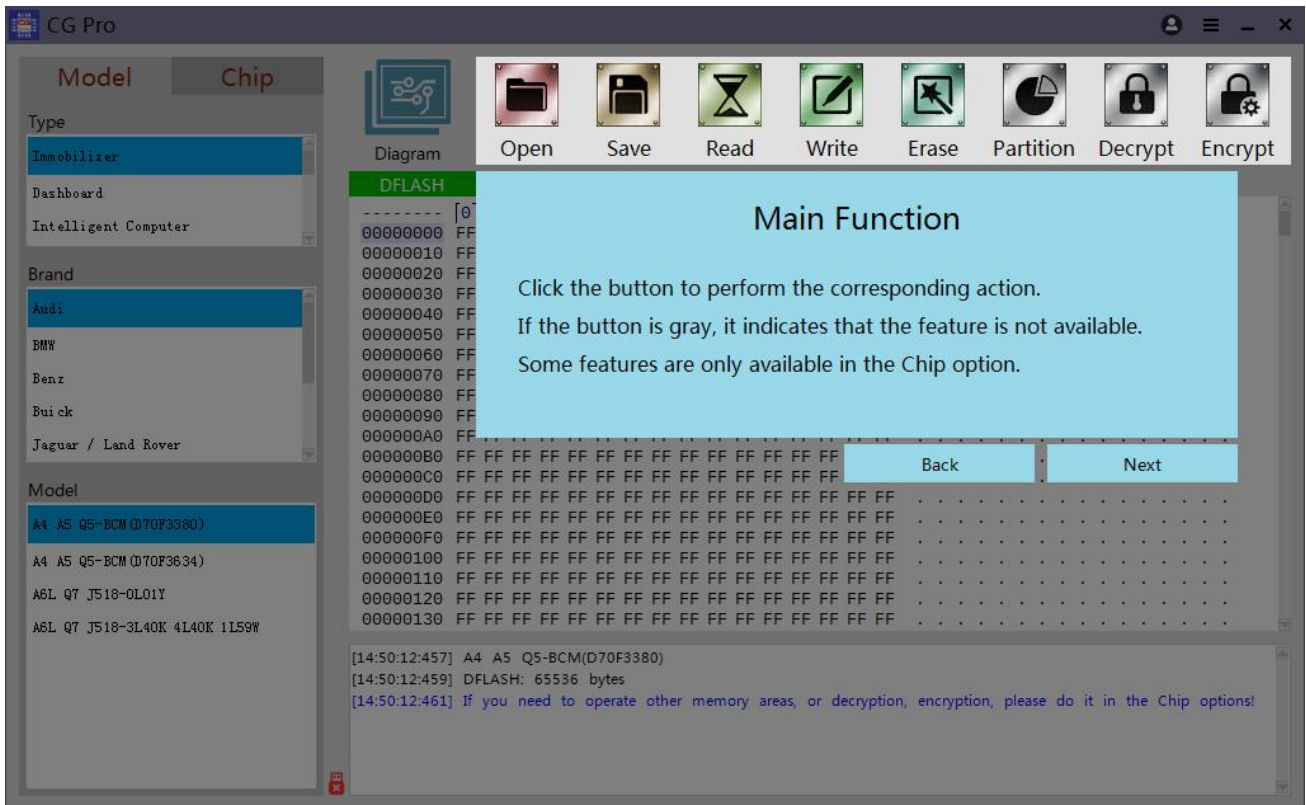 CG Pro
Model Chip
Type
Immobilizer
Dashboard
Intelligent Computer
Brand
Audi
BMW
Benz
Buick
Jaguar / Land Rover
Model
A4 A5 Q5-BCM(D70F3380)
A4 A5 Q5-BCM(D70F3634)
A6L Q7 J518-0L01Y
A6L Q7 J518-3L40K 4L40K 1L59W
Diagram
Open Save Read Write Erase Partition Decrypt Encrypt
DFLASH
Main Function
Click the button to perform the corresponding action.
If the button is gray, it indicates that the feature is not available.
Some features are only available in the Chip option.
Back Next
-------- [0]
00000000 FF
00000010 FF
00000020 FF
00000030 FF
00000040 FF
00000050 FF
00000060 FF
00000070 FF
00000080 FF
00000090 FF
000000A0 FF
000000B0 FF FF FF FF FF FF FF FF FF FF FF FF FF FF
000000C0 FF FF FF FF FF FF FF FF FF FF FF FF FF FF
000000D0 FF FF FF FF FF FF FF FF FF FF FF FF FF FF FF FF . . . . . . . . . . . . . . . .
000000E0 FF FF FF FF FF FF FF FF FF FF FF FF FF FF FF FF . . . . . . . . . . . . . . . .
000000F0 FF FF FF FF FF FF FF FF FF FF FF FF FF FF FF FF . . . . . . . . . . . . . . . .
00000100 FF FF FF FF FF FF FF FF FF FF FF FF FF FF FF FF . . . . . . . . . . . . . . . .
00000110 FF FF FF FF FF FF FF FF FF FF FF FF FF FF FF FF . . . . . . . . . . . . . . . .
00000120 FF FF FF FF FF FF FF FF FF FF FF FF FF FF FF FF . . . . . . . . . . . . . . . .
00000130 FF FF FF FF FF FF FF FF FF FF FF FF FF FF FF FF . . . . . . . . . . . . . . . .
[14:50:12:457] A4 A5 Q5-BCM(D70F3380)
[14:50:12:459] DFLASH: 65536 bytes
[14:50:12:461] If you need to operate other memory areas, or decryption, encryption, please do it in the Chip options!